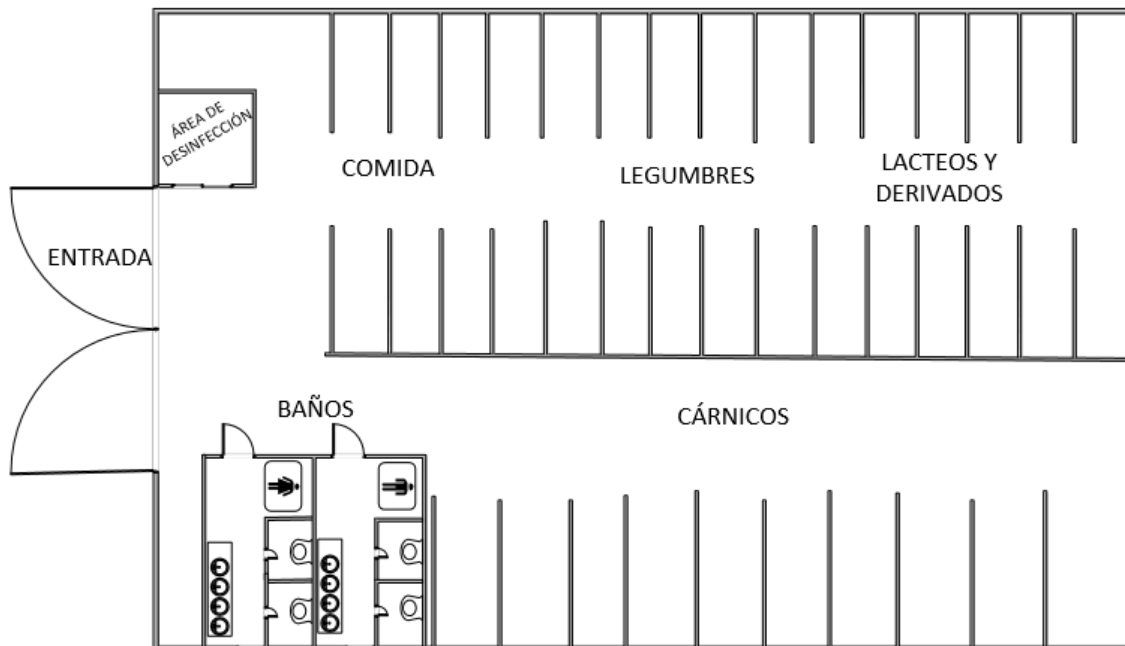 ÁREA DE
DESINFECCIÓN
COMIDA
LEGUMBRES
LACTEOS Y
DERIVADOS
ENTRADA
BAÑOS
CÁRNICOS